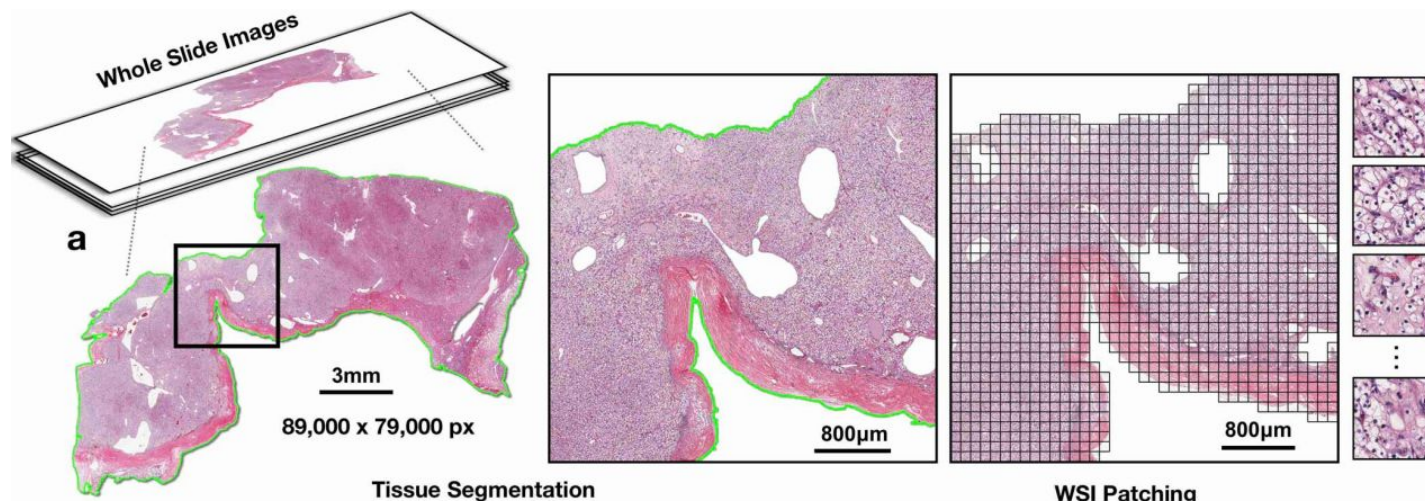 Whole Slide Images
a
3mm
89,000 x 79,000 px
800μm
800μm
Tissue Segmentation
WSI Patching